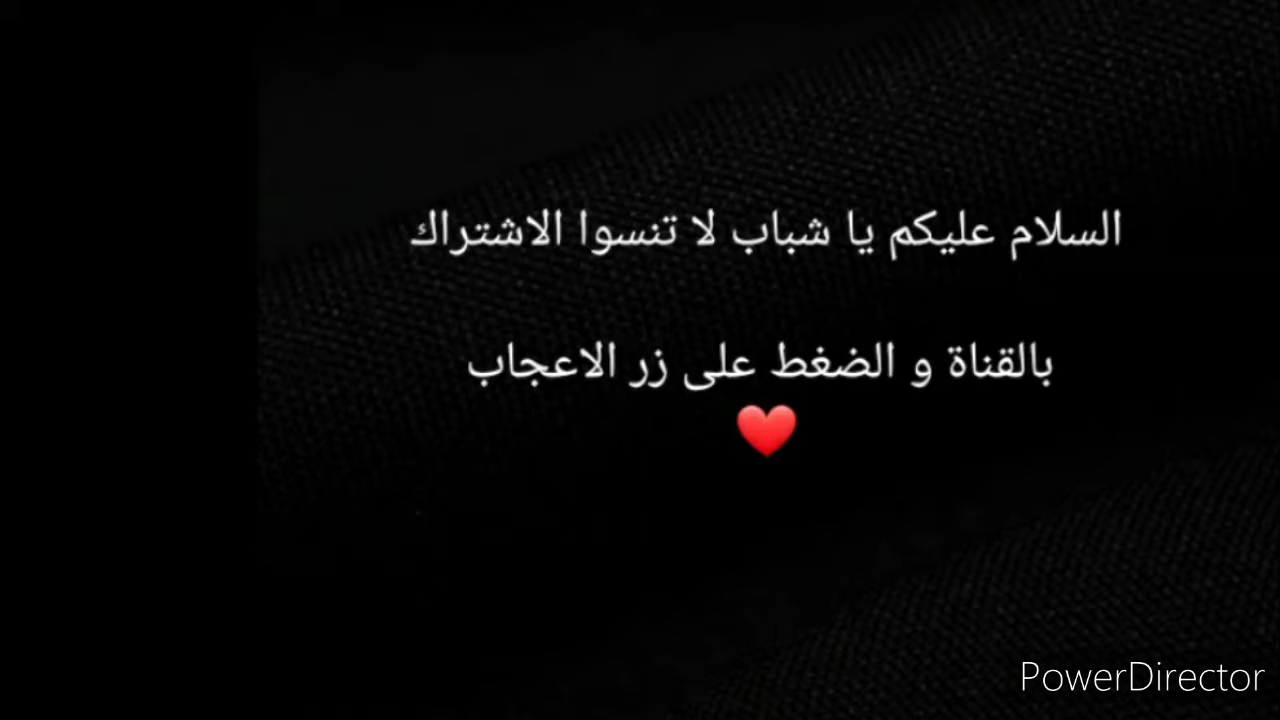 السلام عليكم يا شباب لا تنسوا الاشتراك
بالقناة و الضغط على زر الاعجاب
❤️
PowerDirector